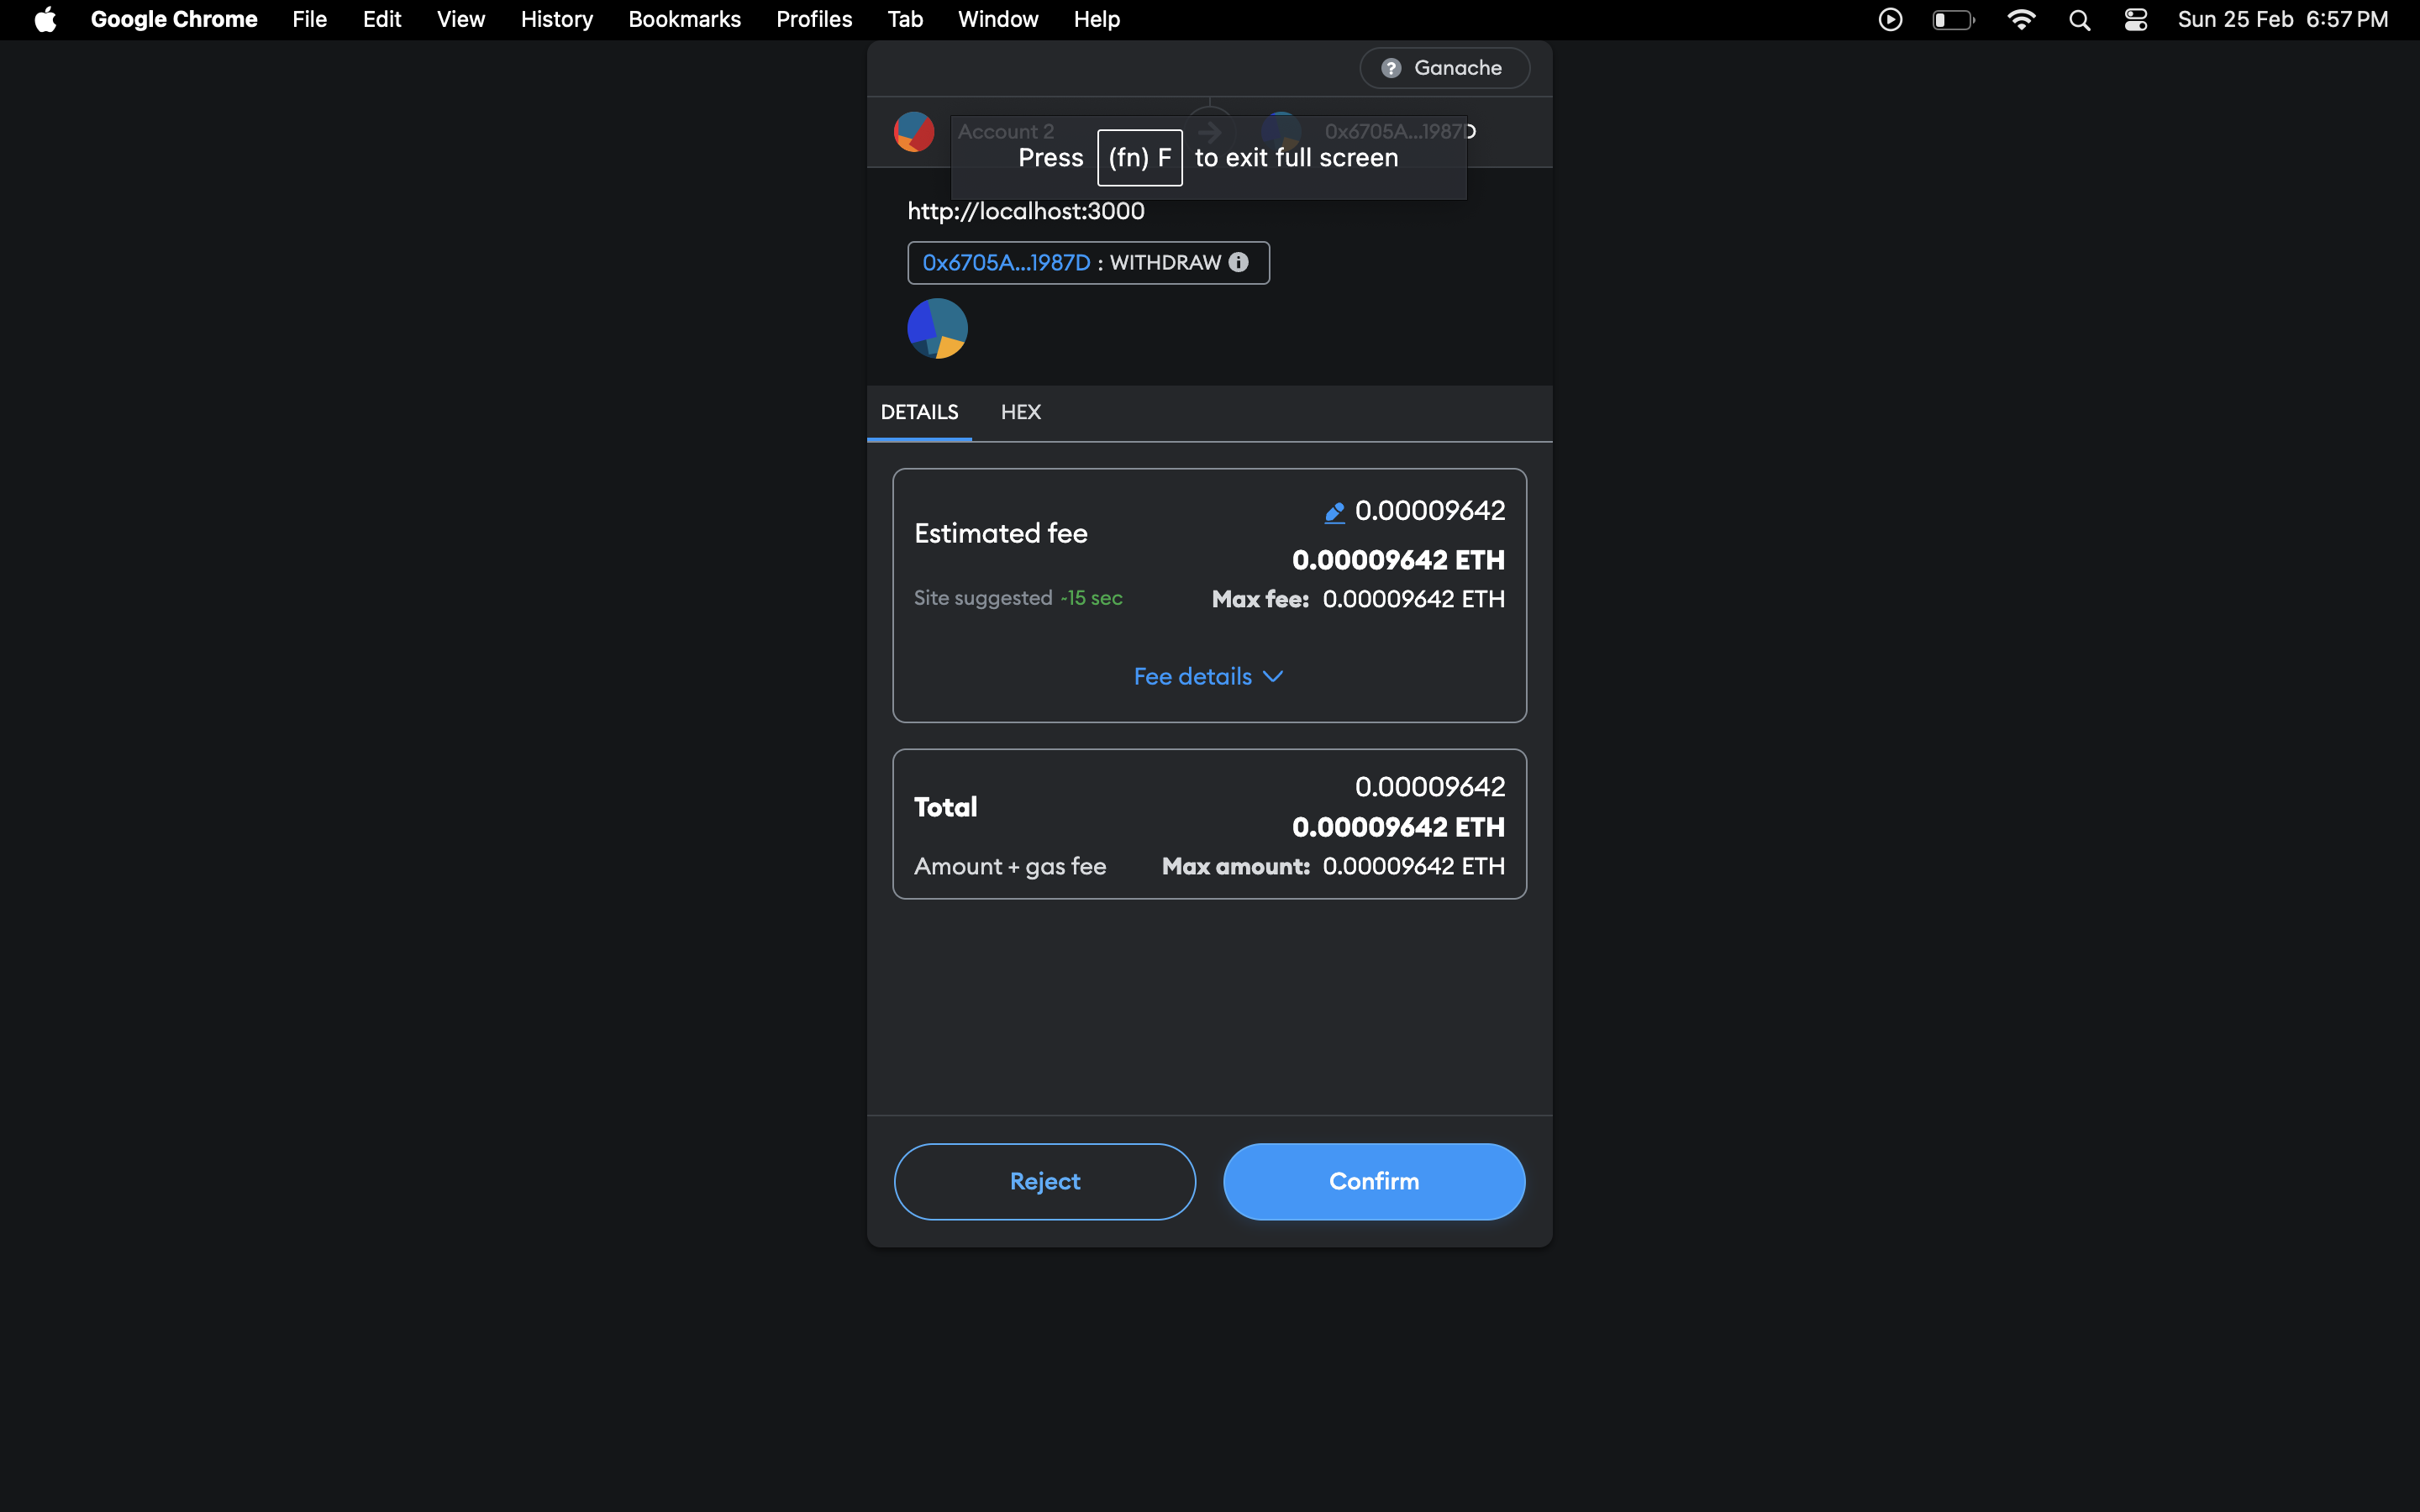 Google Chrome File Edit View History Bookmarks Profiles Tab Window Help Sun 25 Feb 6:57 PM
? Ganache
Account 2 0x6705A...1987D
Press (fn) F to exit full screen
http://localhost:3000
0x6705A...1987D : WITHDRAW
DETAILS HEX
0.00009642
Estimated fee
0.00009642 ETH
Site suggested ~15 sec Max fee: 0.00009642 ETH
Fee details
0.00009642
Total
0.00009642 ETH
Amount + gas fee Max amount: 0.00009642 ETH
Reject Confirm